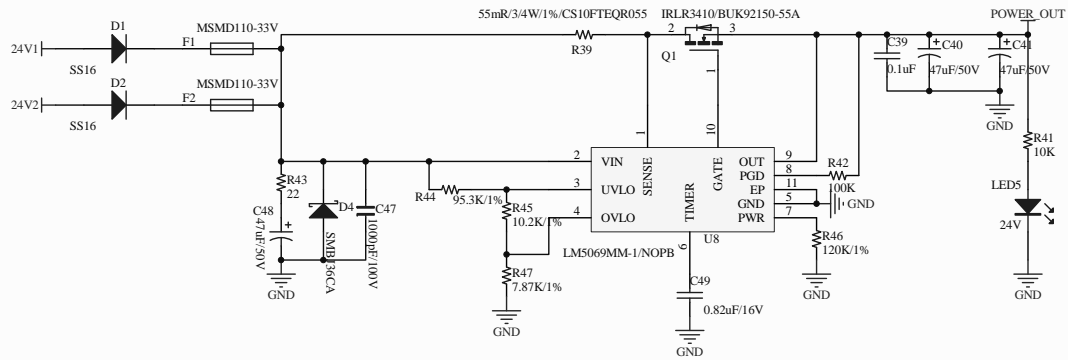 55mR/3/4W/1%/CS10FTEQR055
IRLR3410/BUK92150-55A
POWER_OUT
D1
MSMD110-33V
24V1
F1
SS16
R39
2
3
Q1
1
C39
0.1uF
C40
47uF/50V
C41
47uF/50V
GND
D2
MSMD110-33V
24V2
F2
SS16
1
10
R41
10K
2
VIN
SENSE
GATE
OUT
9
PGD
8
R42
100K
3
UVLO
EP
11
GND
5
GND
4
OVLO
TIMER
PWR
7
R43
22
R44
95.3K/1%
R45
10.2K/1%
LED5
24V
C48
47uF/50V
D4
SMBJ36CA
C47
1000pF/100V
U8
LM5069MM-1/NOPB
6
R46
120K/1%
R47
7.87K/1%
C49
0.82uF/16V
GND
GND
GND
GND
GND